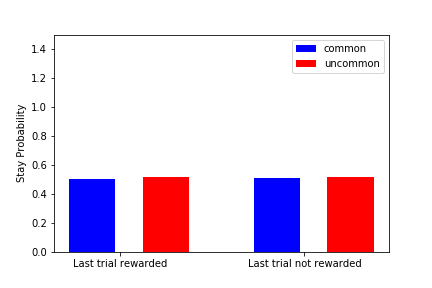 1.4
1.2
1.0
0.8
0.6
0.4
0.2
0.0
Stay Probability
common
uncommon
Last trial rewarded
Last trial not rewarded